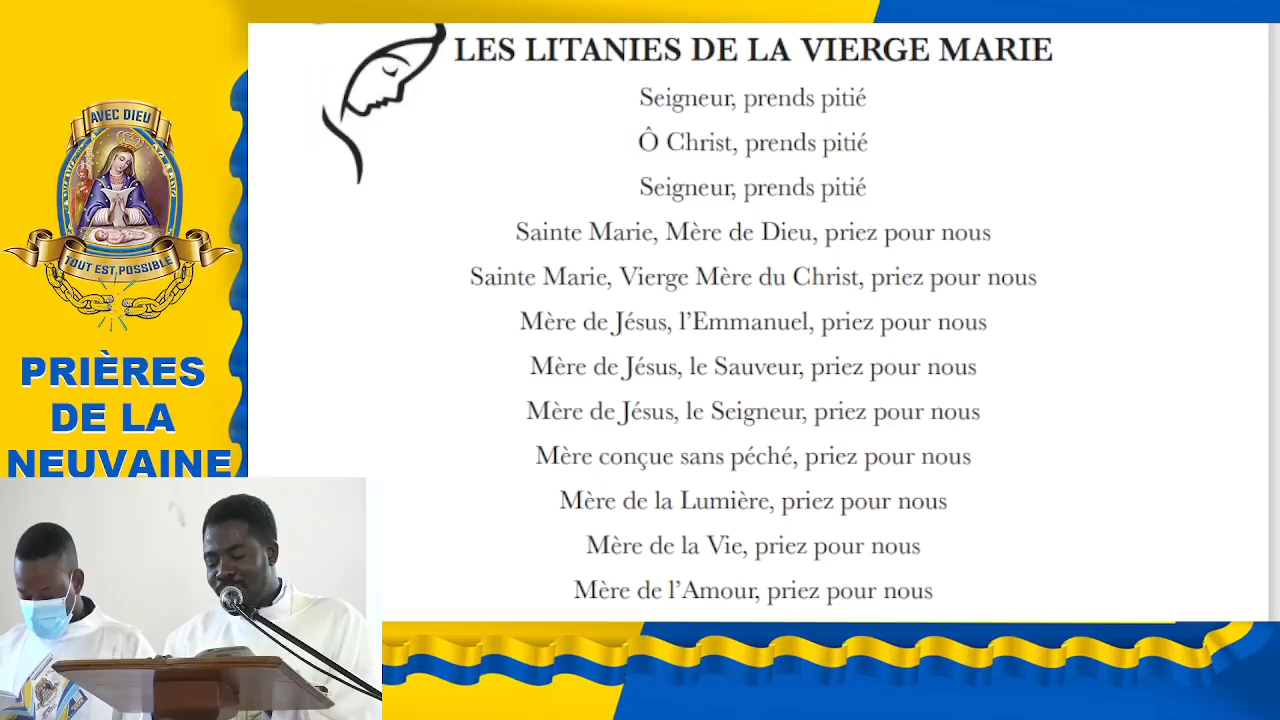 AVEC DIEU
TOUT EST POSSIBLE
PRIÈRES
DE LA
NEUVAINE
LES LITANIES DE LA VIERGE MARIE
Seigneur, prends pitié
Ô Christ, prends pitié
Seigneur, prends pitié
Sainte Marie, Mère de Dieu, priez pour nous
Sainte Marie, Vierge Mère du Christ, priez pour nous
Mère de Jésus, l’Emmanuel, priez pour nous
Mère de Jésus, le Sauveur, priez pour nous
Mère de Jésus, le Seigneur, priez pour nous
Mère conçue sans péché, priez pour nous
Mère de la Lumière, priez pour nous
Mère de la Vie, priez pour nous
Mère de l’Amour, priez pour nous